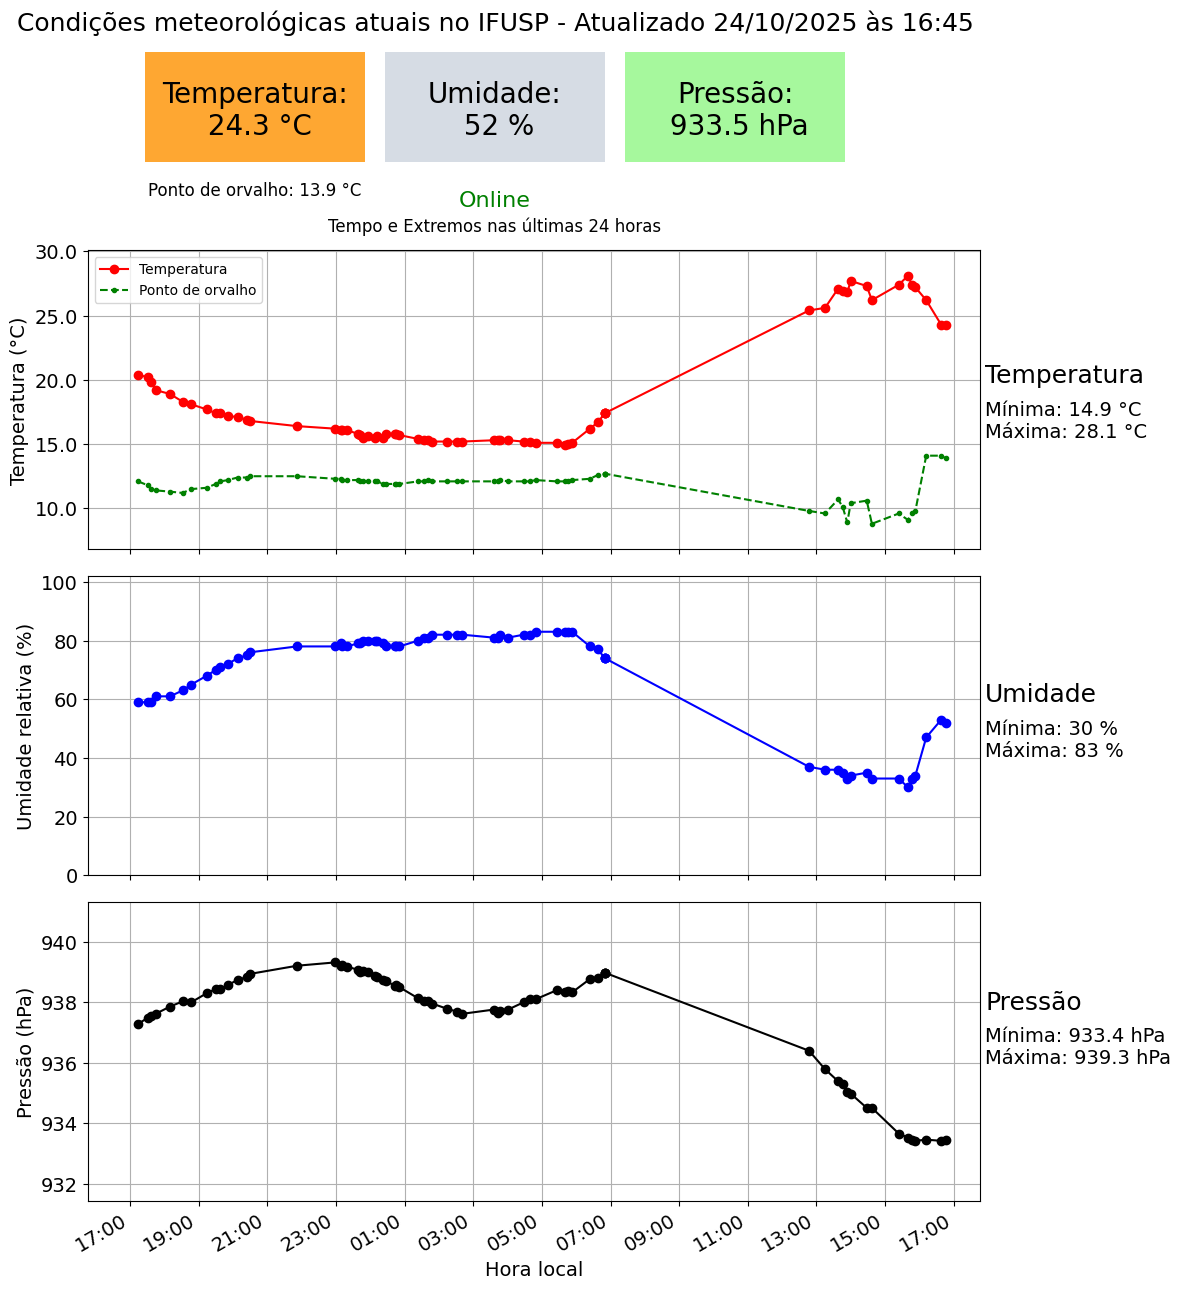 Condições meteorológicas atuais no IFUSP - Atualizado 24/10/2025 às 16:45
Temperatura:
24.3 °C
Umidade:
52 %
Pressão:
933.5 hPa
Ponto de orvalho: 13.9 °C
Online
Tempo e Extremos nas últimas 24 horas
30.0
25.0
20.0
15.0
10.0
Temperatura (°C)
Temperatura
Ponto de orvalho
Temperatura
Mínima: 14.9 °C
Máxima: 28.1 °C
100
80
60
40
20
0
Umidade relativa (%)
Umidade
Mínima: 30 %
Máxima: 83 %
940
938
936
934
932
Pressão (hPa)
Pressão
Mínima: 933.4 hPa
Máxima: 939.3 hPa
17:00 19:00 21:00 23:00 01:00 03:00 05:00 07:00 09:00 11:00 13:00 15:00 17:00
Hora local